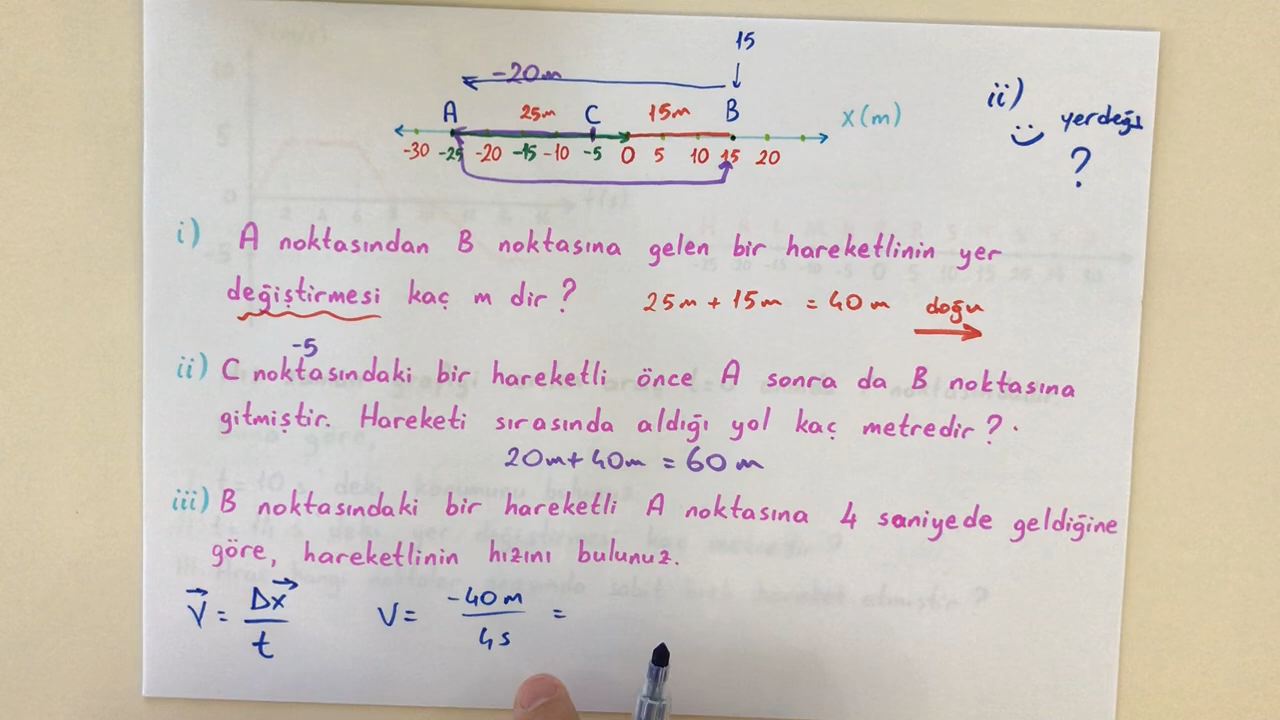 15
-20m
A 25m C 15m B x(m)
-30 -25 -20 -15 -10 -5 0 5 10 15 20
ii)
yerdeğiş
?
i) A noktasından B noktasına gelen bir hareketlinin yer
değiştirmesi kaç m dir? 25m + 15m = 40m doğu
-5
ii) C noktasındaki bir hareketli önce A sonra da B noktasına
gitmiştir. Hareketi sırasında aldığı yol kaç metredir?
20m+40m = 60m
iii) B noktasındaki bir hareketli A noktasına 4 saniyede geldiğine
göre, hareketlinin hızını bulunuz.
V = Δx / t V = -40m / 4s =